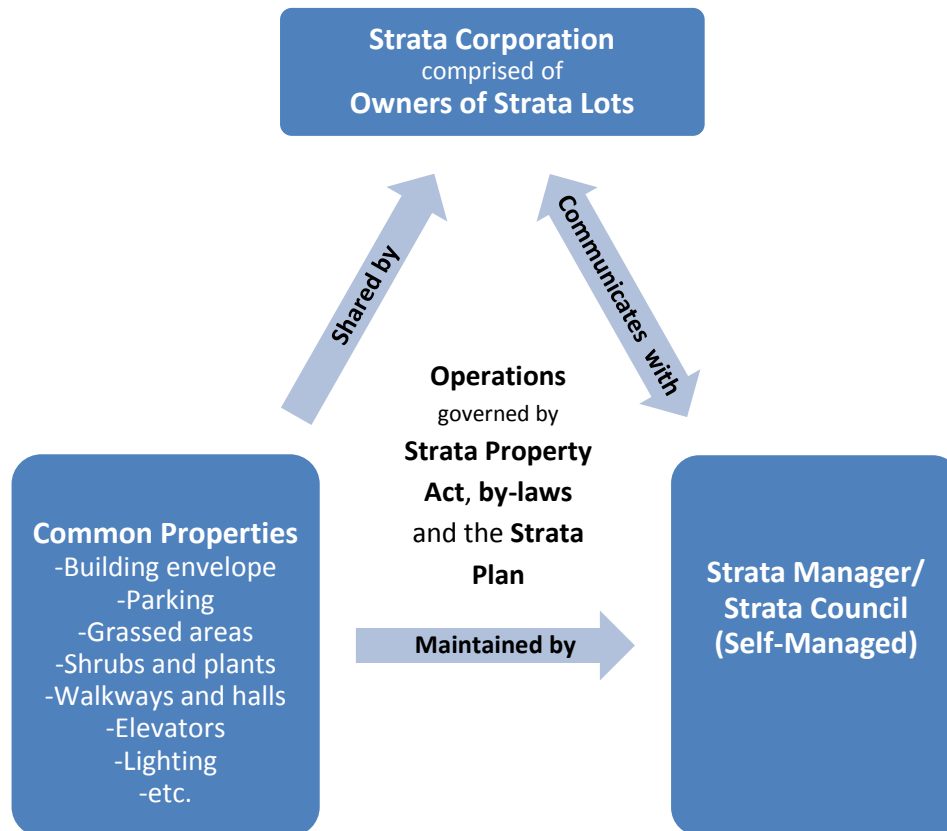 Strata Corporation
comprised of
Owners of Strata Lots
Shared by
Communicates with
Operations
governed by
Strata Property
Act, by-laws
and the Strata
Plan
Common Properties
-Building envelope
-Parking
-Grassed areas
-Shrubs and plants
-Walkways and halls
-Elevators
-Lighting
-etc.
Maintained by
Strata Manager/
Strata Council
(Self-Managed)